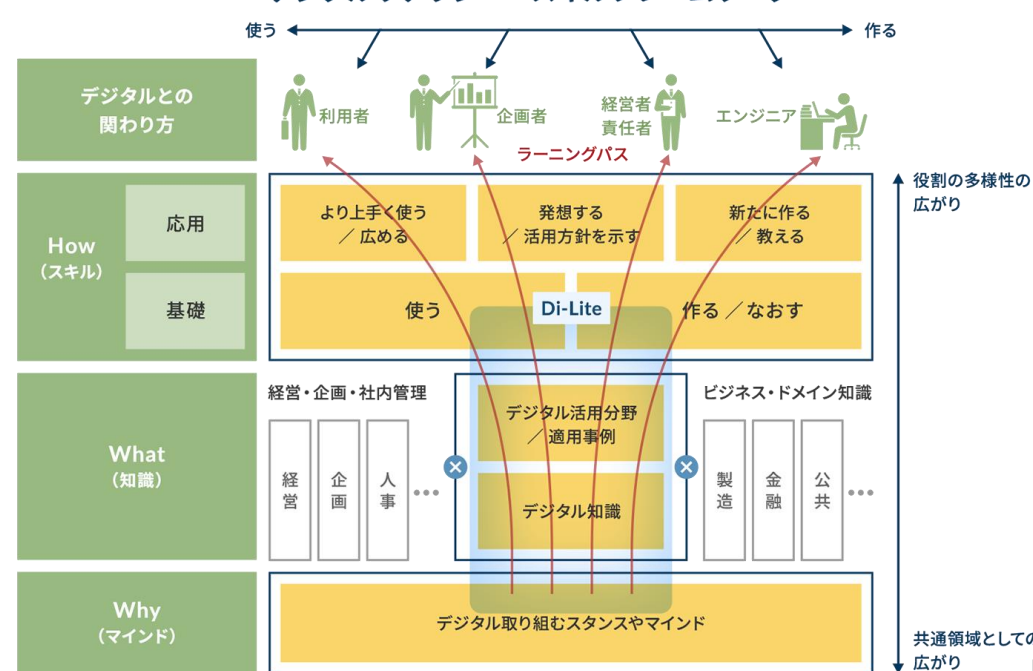 使う
作る
デジタルとの
関わり方
利用者
企画者
経営者
責任者
エンジニア
ラーニングパス
役割の多様性の
広がり
How
（スキル）
応用
基礎
より上手く使う
／広める
発想する
／活用方針を示す
新たに作る
／教える
使う
Di-Lite
作る／なおす
What
（知識）
経営・企画・社内管理
経営
企画
人事
•••
デジタル活用分野
／適用事例
デジタル知識
ビジネス・ドメイン知識
製造
金融
公共
•••
Why
（マインド）
デジタル取り組むスタンスやマインド
共通領域としての
広がり